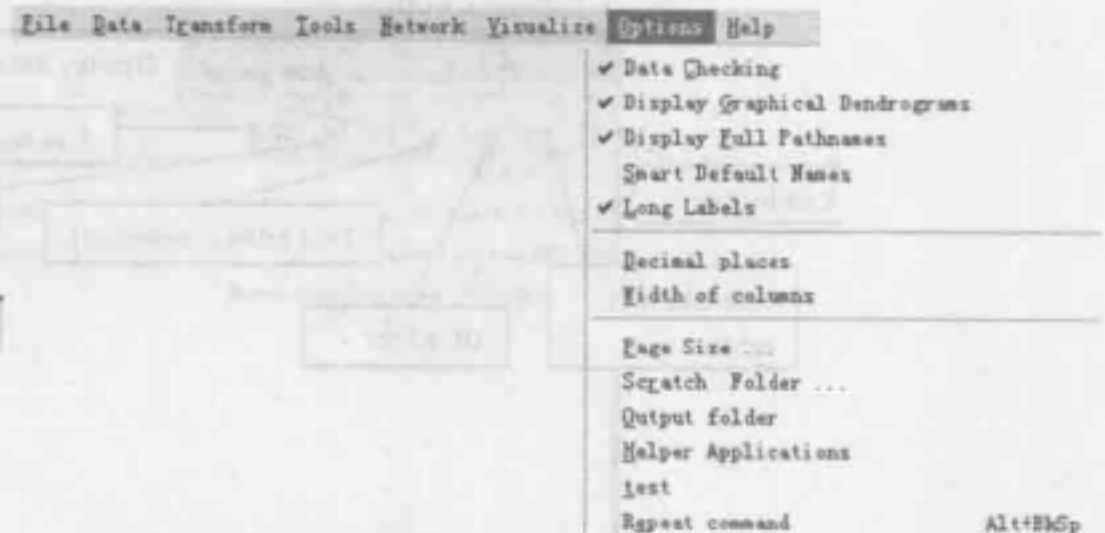 File Data Transform Tools Network Visualize Options Help
✔ Data Checking
✔ Display Graphical Dendrograms
✔ Display Full Pathnames
Smart Default Names
✔ Long Labels
Decimal places
Width of columns
Page Size ...
Scratch Folder ...
Output folder
Helper Applications
test
Repeat command Alt+BkSp